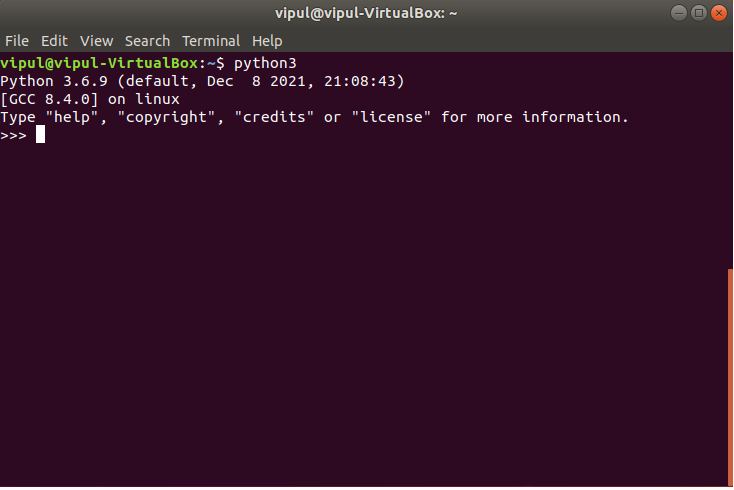 vipul@vipul-VirtualBox: ~
File Edit View Search Terminal Help
vipul@vipul-VirtualBox:~$ python3
Python 3.6.9 (default, Dec  8 2021, 21:08:43)
[GCC 8.4.0] on linux
Type "help", "copyright", "credits" or "license" for more information.
>>>